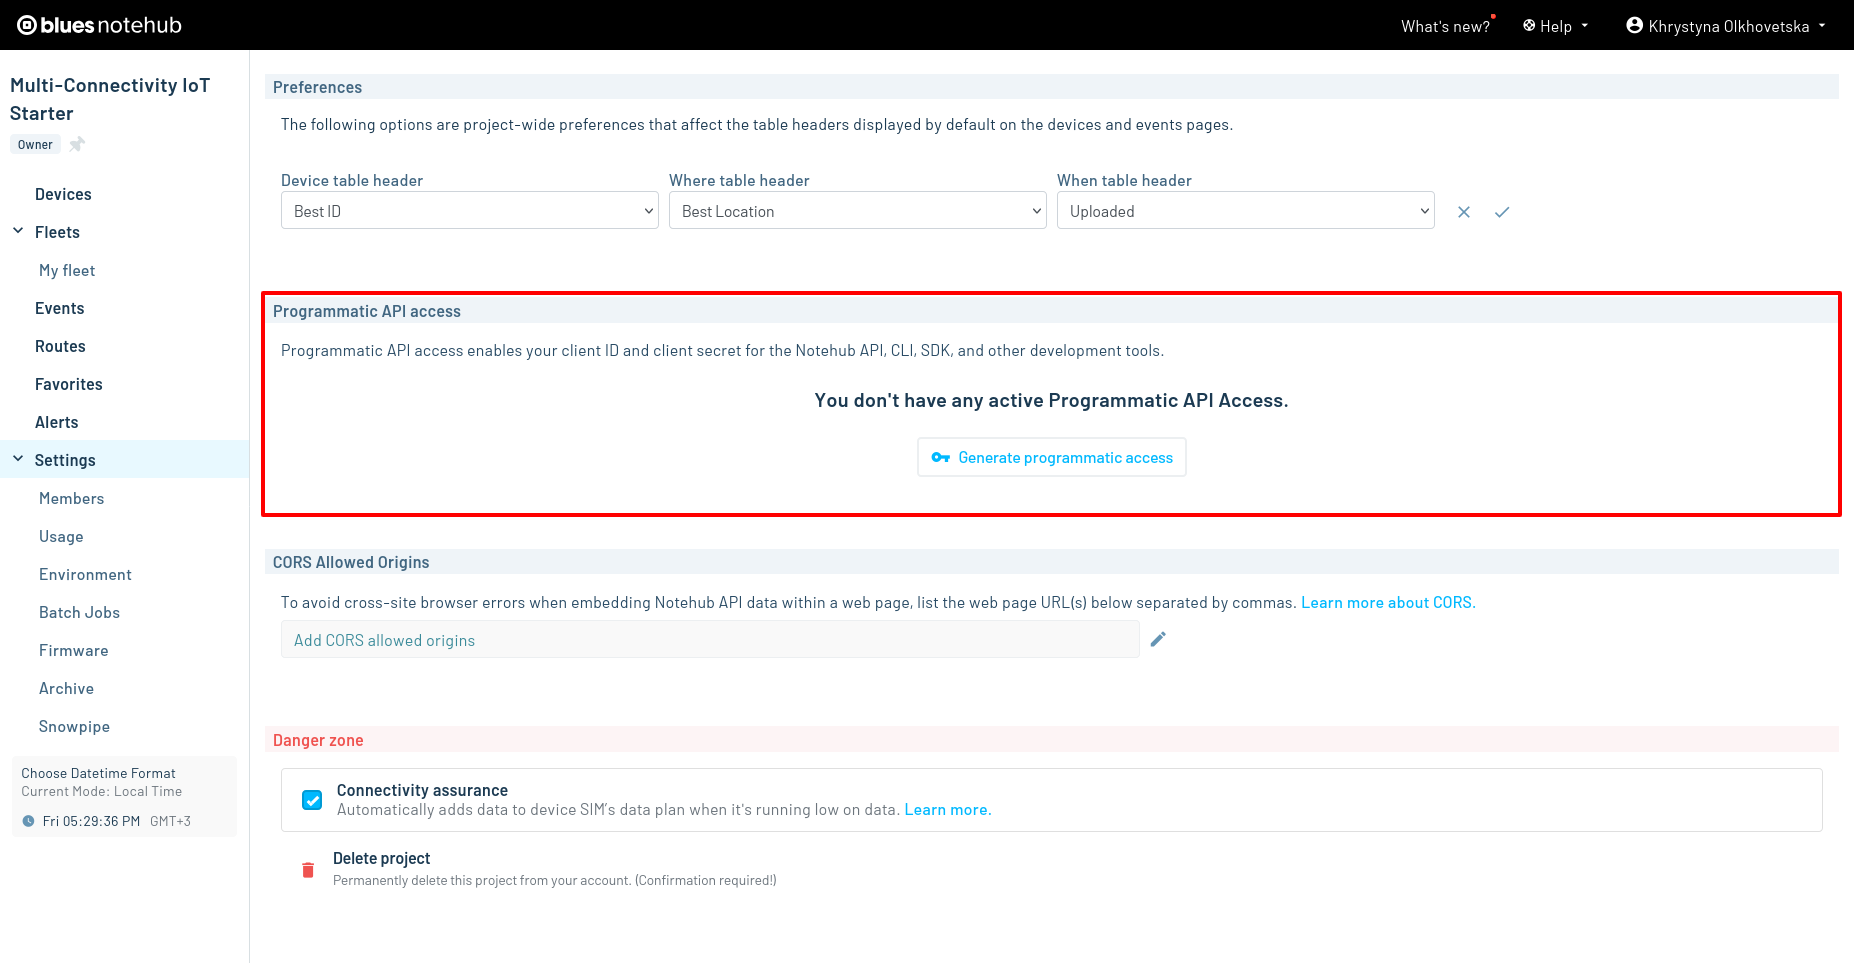 blues notehub
What's new?
Help
Khrystyna Olkhovetska
Multi-Connectivity IoT
Starter
Owner
Devices
Fleets
My fleet
Events
Routes
Favorites
Alerts
Settings
Members
Usage
Environment
Batch Jobs
Firmware
Archive
Snowpipe
Choose Datetime Format
Current Mode: Local Time
Fri 05:29:36 PM GMT+3
Preferences
The following options are project-wide preferences that affect the table headers displayed by default on the devices and events pages.
Device table header
Where table header
When table header
Best ID
Best Location
Uploaded
Programmatic API access
Programmatic API access enables your client ID and client secret for the Notehub API, CLI, SDK, and other development tools.
You don't have any active Programmatic API Access.
Generate programmatic access
CORS Allowed Origins
To avoid cross-site browser errors when embedding Notehub API data within a web page, list the web page URL(s) below separated by commas. Learn more about CORS.
Add CORS allowed origins
Danger zone
Connectivity assurance
Automatically adds data to device SIM's data plan when it's running low on data. Learn more.
Delete project
Permanently delete this project from your account. (Confirmation required!)